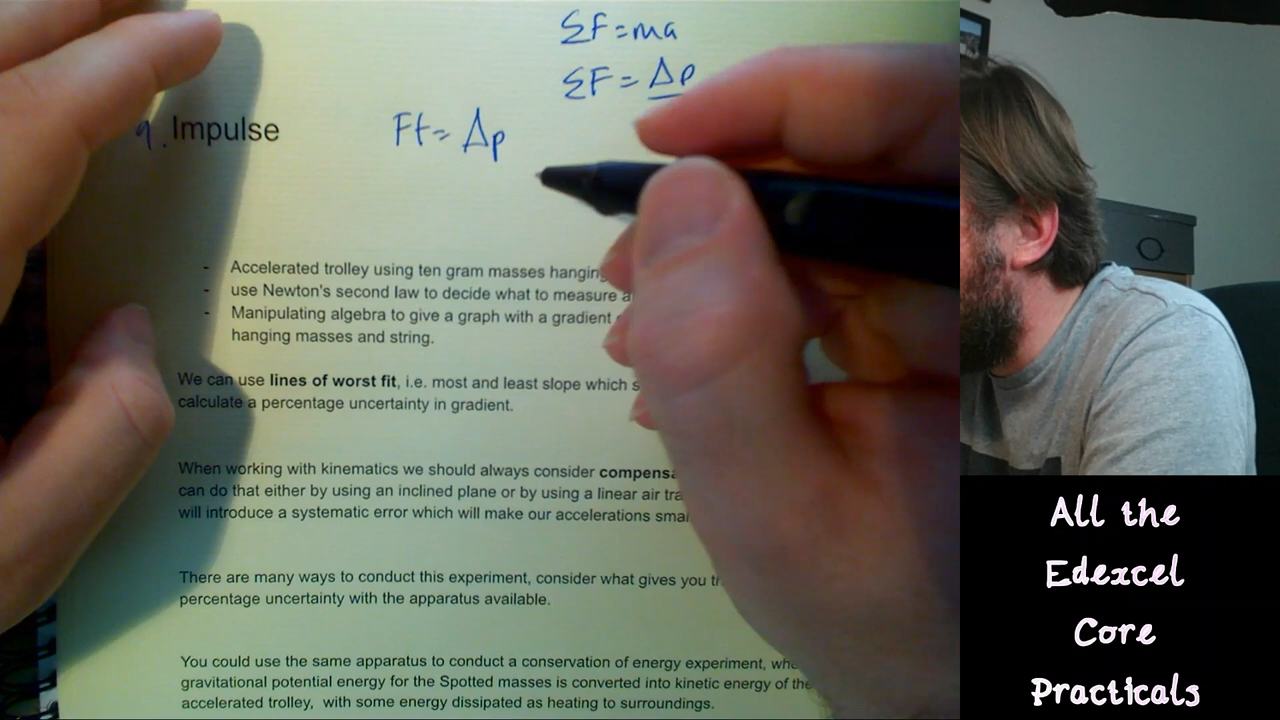 ΣF = ma
ΣF = Δp
9. Impulse
Ft = Δp
- Accelerated trolley using ten gram masses hanging
- use Newton's second law to decide what to measure
- Manipulating algebra to give a graph with a gradient
hanging masses and string.
We can use lines of worst fit, i.e. most and least slope which
calculate a percentage uncertainty in gradient.
When working with kinematics we should always consider
can do that either by using an inclined plane or by using a linear air
will introduce a systematic error which will make our accelerations
There are many ways to conduct this experiment, consider what gives you
percentage uncertainty with the apparatus available.
You could use the same apparatus to conduct a conservation of energy experiment,
gravitational potential energy for the Spotted masses is converted into kinetic energy of the
accelerated trolley, with some energy dissipated as heating to surroundings.
All the
Edexcel
Core
Practicals